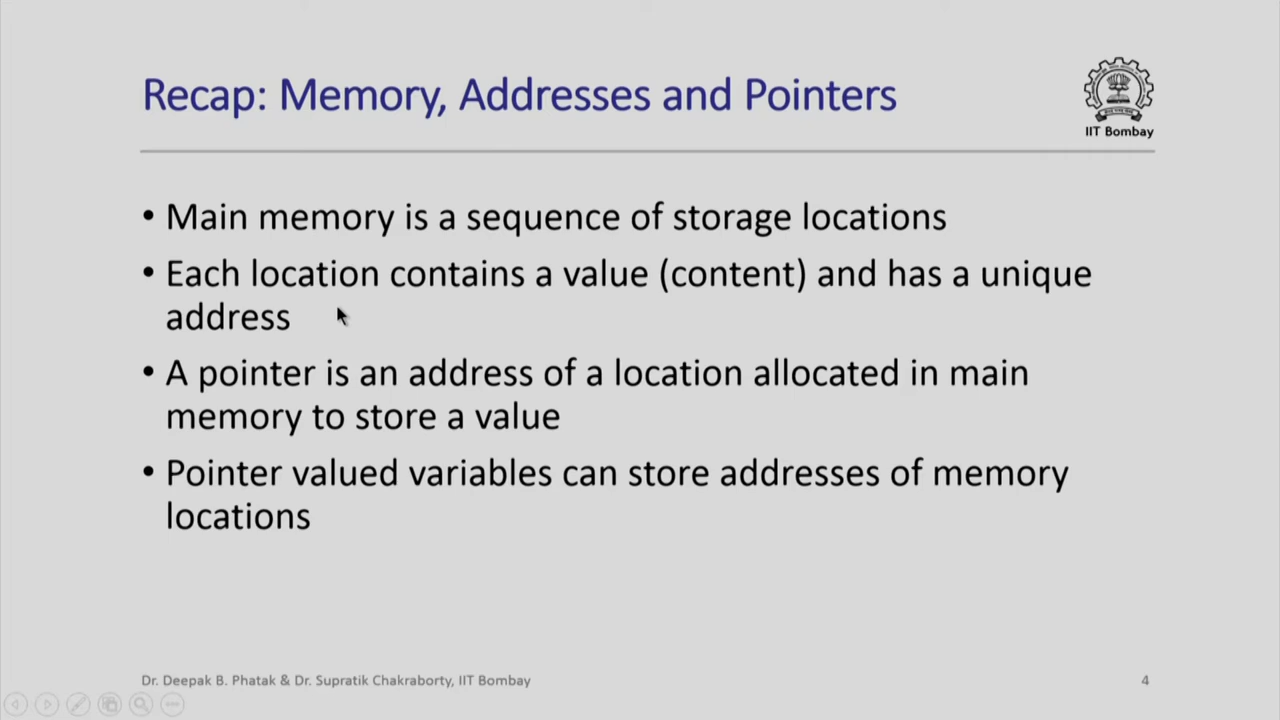 Recap: Memory, Addresses and Pointers
IIT Bombay
• Main memory is a sequence of storage locations
• Each location contains a value (content) and has a unique
address
• A pointer is an address of a location allocated in main
memory to store a value
• Pointer valued variables can store addresses of memory
locations
Dr. Deepak B. Phatak & Dr. Supratik Chakraborty, IIT Bombay
4